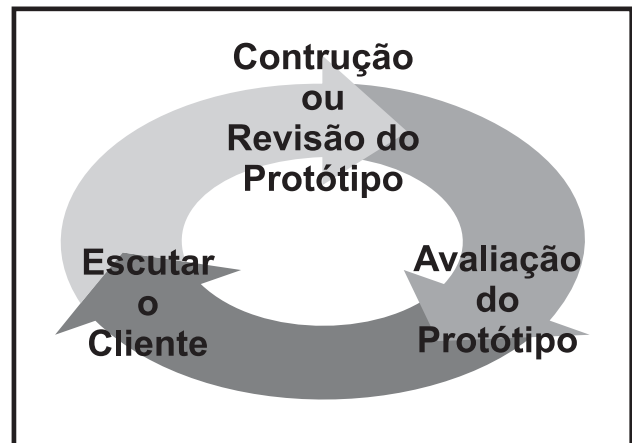 Contrução
ou
Revisão do
Protótipo
Escutar
o
Cliente
Avaliação
do
Protótipo